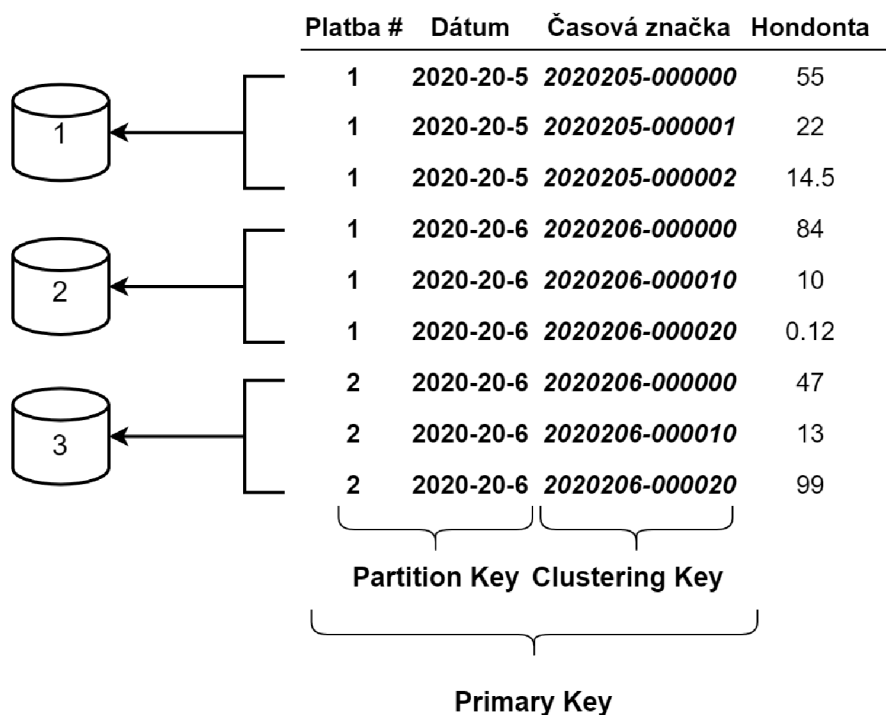 Platba # Dátum Časová značka Hondonta
1 2020-20-5 2020205-000000 55
1 1 2020-20-5 2020205-000001 22
1 2020-20-5 2020205-000002 14.5
1 2020-20-6 2020206-000000 84
2 1 2020-20-6 2020206-000010 10
1 2020-20-6 2020206-000020 0.12
2 2020-20-6 2020206-000000 47
3 2 2020-20-6 2020206-000010 13
2 2020-20-6 2020206-000020 99
Partition Key Clustering Key
Primary Key